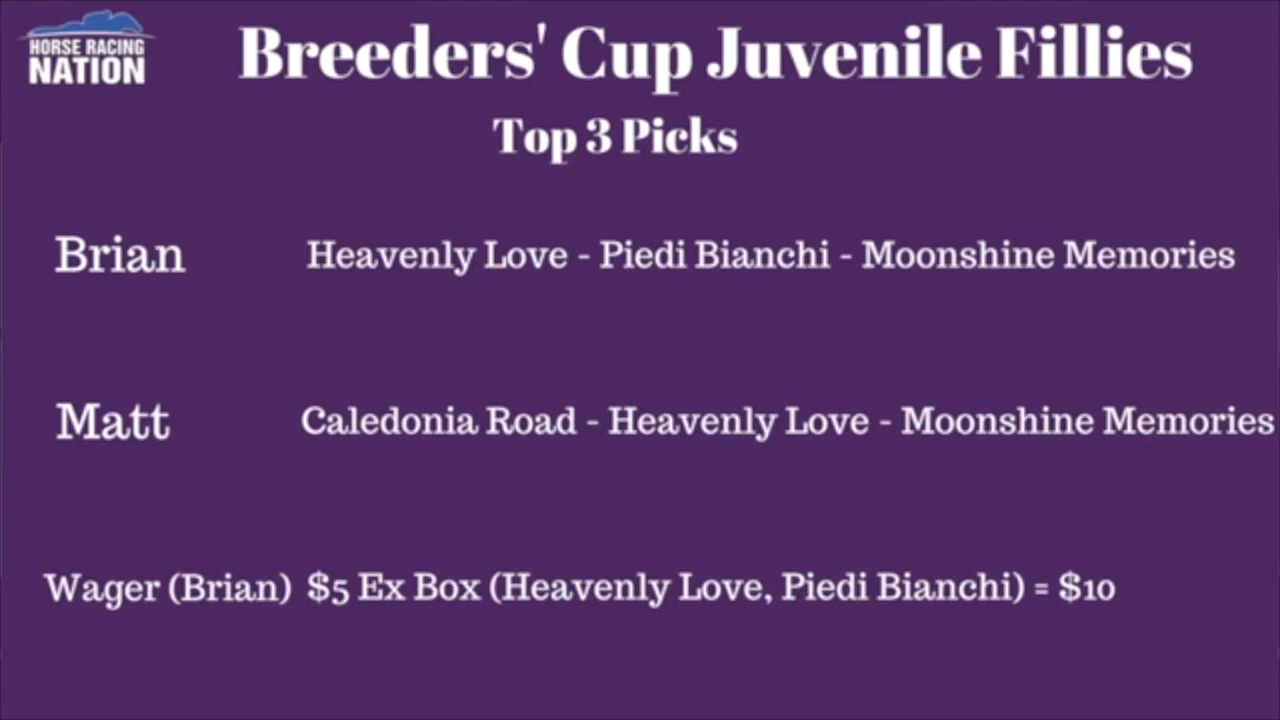 HORSE RACING
NATION
Breeders' Cup Juvenile Fillies
Top 3 Picks
Brian Heavenly Love - Piedi Bianchi - Moonshine Memories
Matt Caledonia Road - Heavenly Love - Moonshine Memories
Wager (Brian) $5 Ex Box (Heavenly Love, Piedi Bianchi) = $10